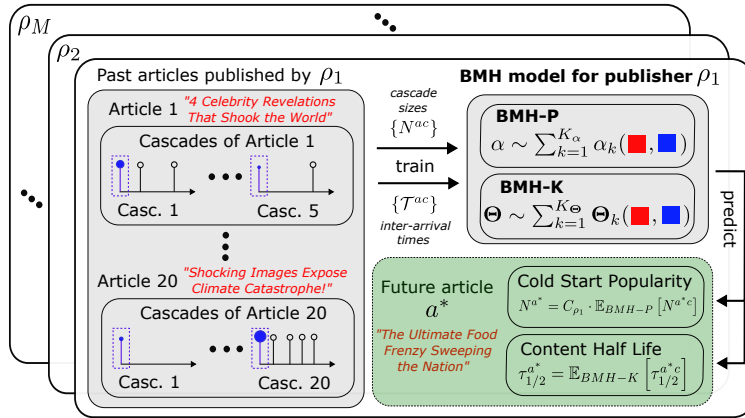 ρ_M
ρ_2
Past articles published by ρ_1
Article 1 "4 Celebrity Revelations
That Shook the World"
Cascades of Article 1
Casc. 1
Casc. 5
Article 20 "Shocking Images Expose
Climate Catastrophe!"
Cascades of Article 20
Casc. 1
Casc. 20
cascade
sizes
{N^{ac}}
train
{𝒯^{ac}}
inter-arrival
times
BMH model for publisher ρ_1
BMH-P
α ∼ ∑_{k=1}^{K_α} α_k(■, ■)
BMH-K
Θ ∼ ∑_{k=1}^{K_Θ} Θ_k(■, ■)
predict
Future article
a*
"The Ultimate Food
Frenzy Sweeping
the Nation"
Cold Start Popularity
N^{a*} = C_{ρ_1} · 𝔼_{BMH−P} [N^{a*c}]
Content Half Life
τ_{1/2}^{a*} = 𝔼_{BMH−K} [τ_{1/2}^{a*c}]